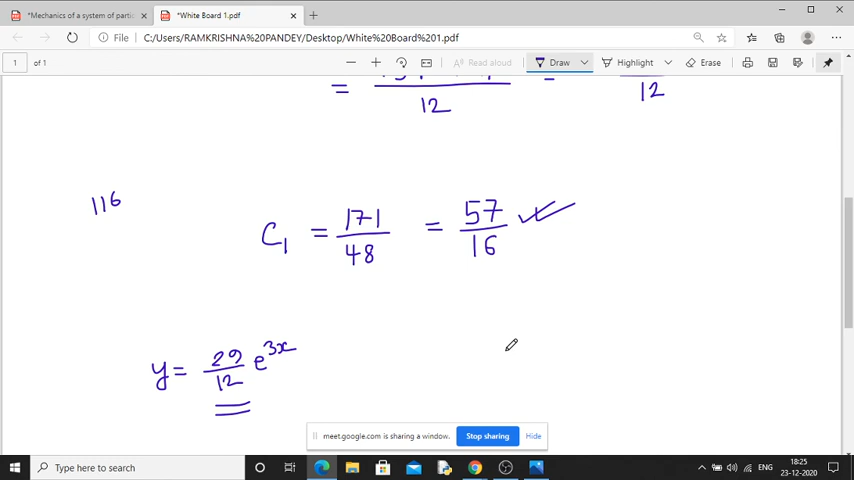 *Mechanics of a system of partic
*White Board 1.pdf
File C:/Users/RAMKRISHNA%20PANDEY/Desktop/White%20Board%201.pdf
1 of 1 Read aloud Draw Highlight Erase
= 12 = 12
116
C₁ = 171/48 = 57/16
y = 29/12 e^3x
meet.google.com is sharing a window. Stop sharing Hide
Type here to search
ENG
18:25
23-12-2020